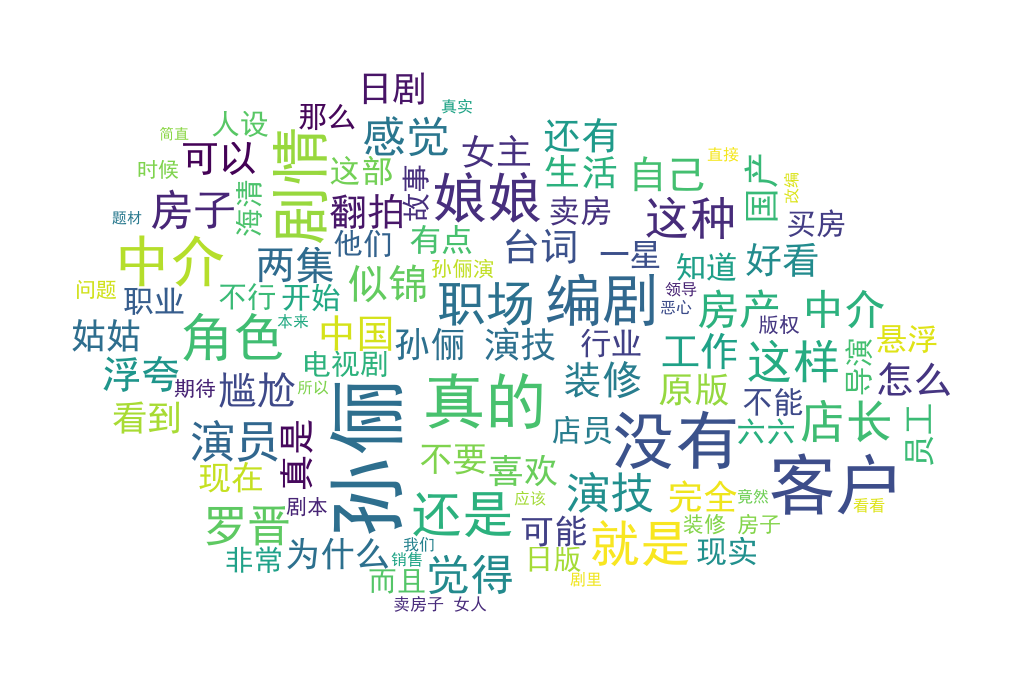 日剧
真实
简直
人设
那么
感觉
还有
女主
直接
时候
可以
剧情
这部
故事
生活
自己
国产
改编
海清
题材
房子
翻拍
娘娘
卖房
这种
买房
中介
两集
他们
有点
台词
一星
知道
好看
问题
职业
不行
开始
似锦
孙俪演
职场
编剧
领导
恶心
房产
中介
版权
姑姑
角色
本来
中国
孙俪
演技
行业
工作
这样
导演
悬浮
浮夸
期待
尴尬
电视剧
所以
装修
原版
不能
怎么
看到
演员
真是
孙俪
真的
店员
没有
六六
店长
员工
现在
不要
喜欢
演技
完全
竟然
客户
看看
罗晋
剧本
还是
应该
可能
就是
装修
房子
非常
为什么
我们
销售
觉得
日版
现实
而且
剧里
卖房子
女人